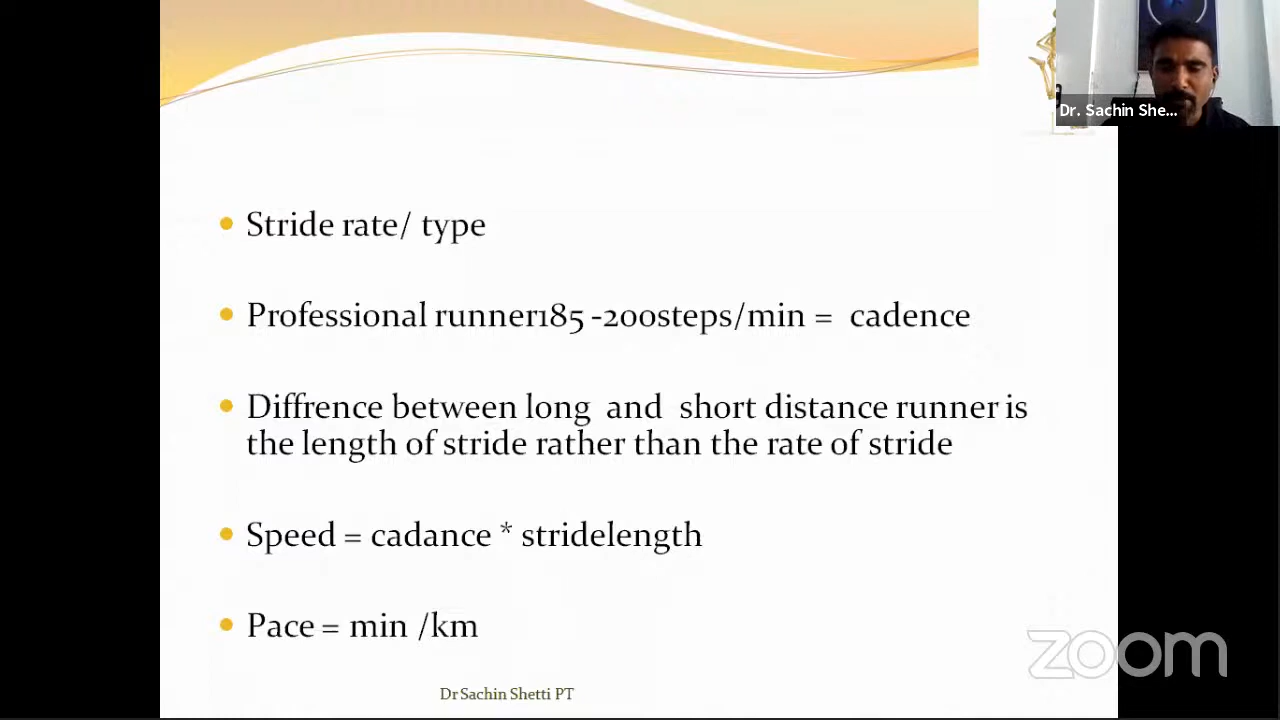 Dr. Sachin She...
Stride rate/ type
Professional runner185 -200steps/min = cadence
Diffrence between long and short distance runner is
the length of stride rather than the rate of stride
Speed = cadance * stridelength
Pace = min /km
zoom
Dr Sachin Shetti PT